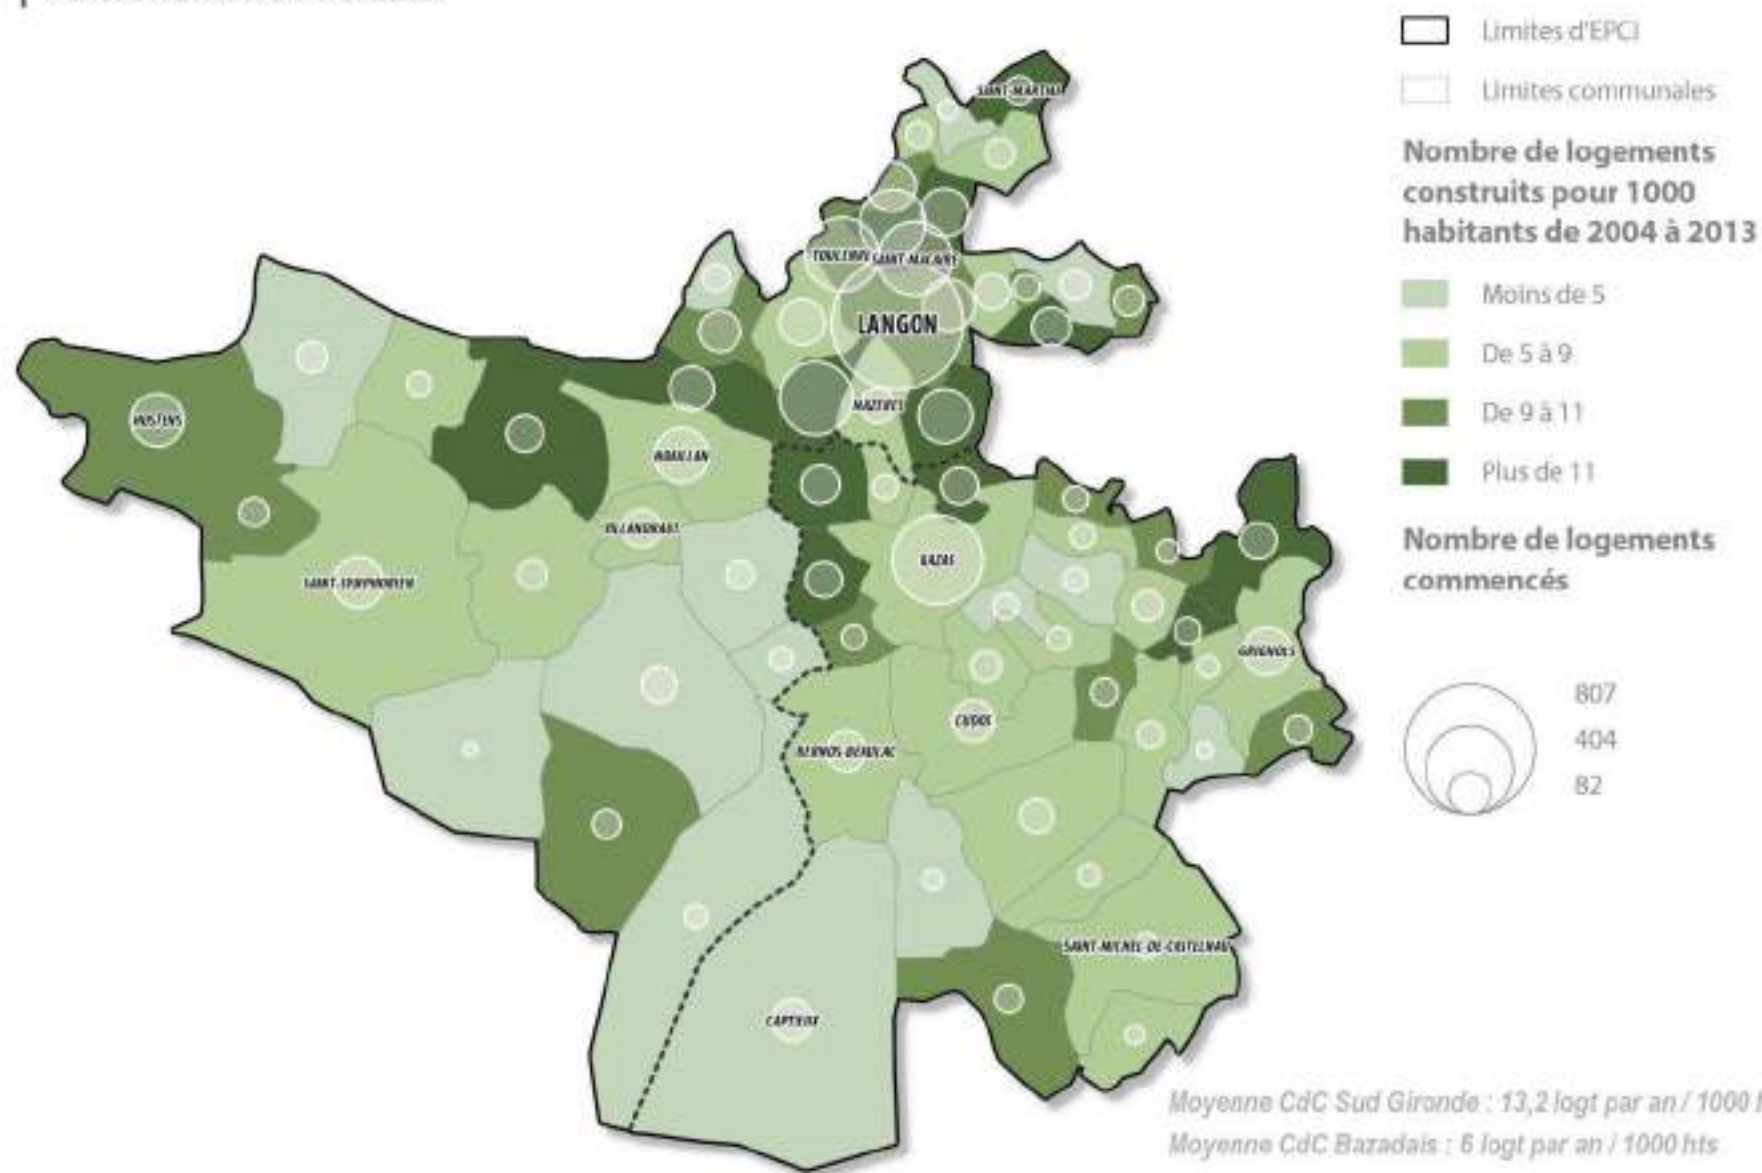 Limites d'EPCI
Limites communales
Nombre de logements
construits pour 1000
habitants de 2004 à 2013
Moins de 5
De 5 à 9
De 9 à 11
Plus de 11
Nombre de logements
commencés
807
404
82
SAINT-MARTIAL
TOULENNE
SAINT-MACAIRE
LANGON
MAZERES
HOSTENS
NOAILLAN
VILLANDRAUT
SAINT-SYMPHORIEN
BAZAS
GRIGNOLS
CUDOS
BERNOS-BEAULAC
SAINT-MICHEL-DE-CASTELNAU
CAPTIEUX
Moyenne CdC Sud Gironde : 13,2 logt par an / 1000
Moyenne CdC Bazadais : 6 logt par an / 1000 hts